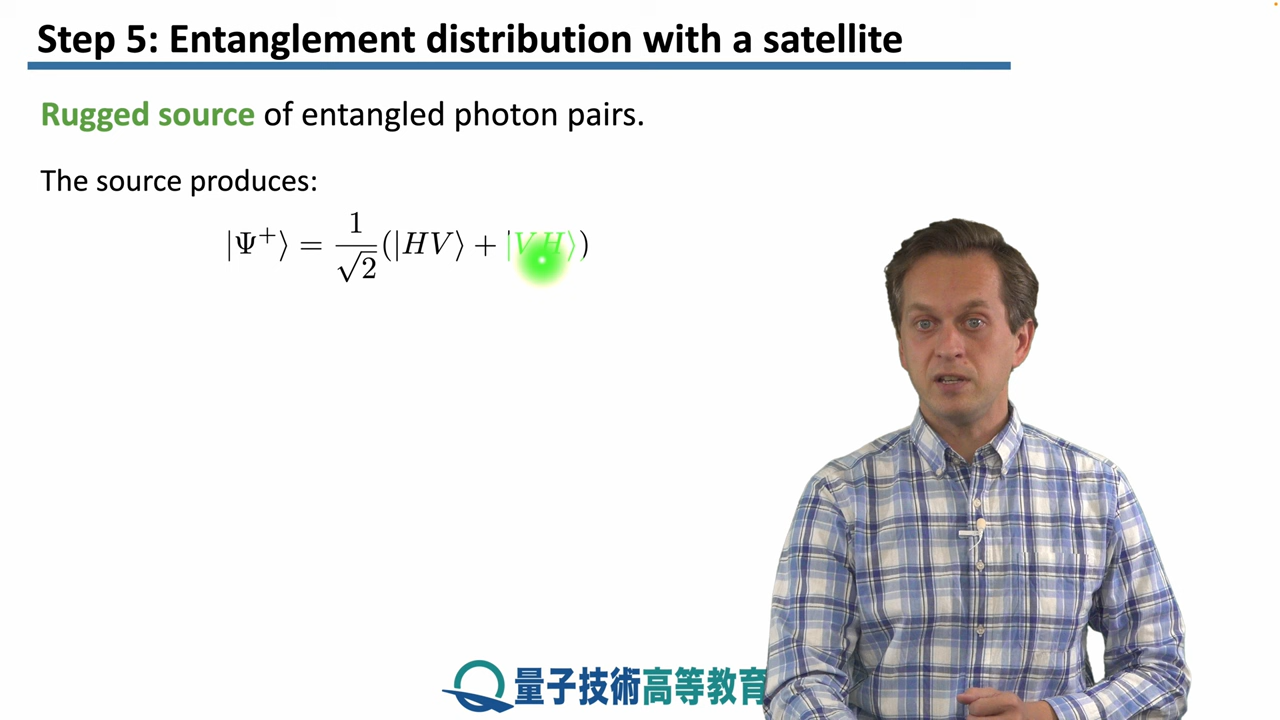 Step 5: Entanglement distribution with a satellite
Rugged source of entangled photon pairs.
The source produces:
|Ψ⁺⟩ = 1/√2 (|HV⟩ + |VH⟩)
量子技術高等教育